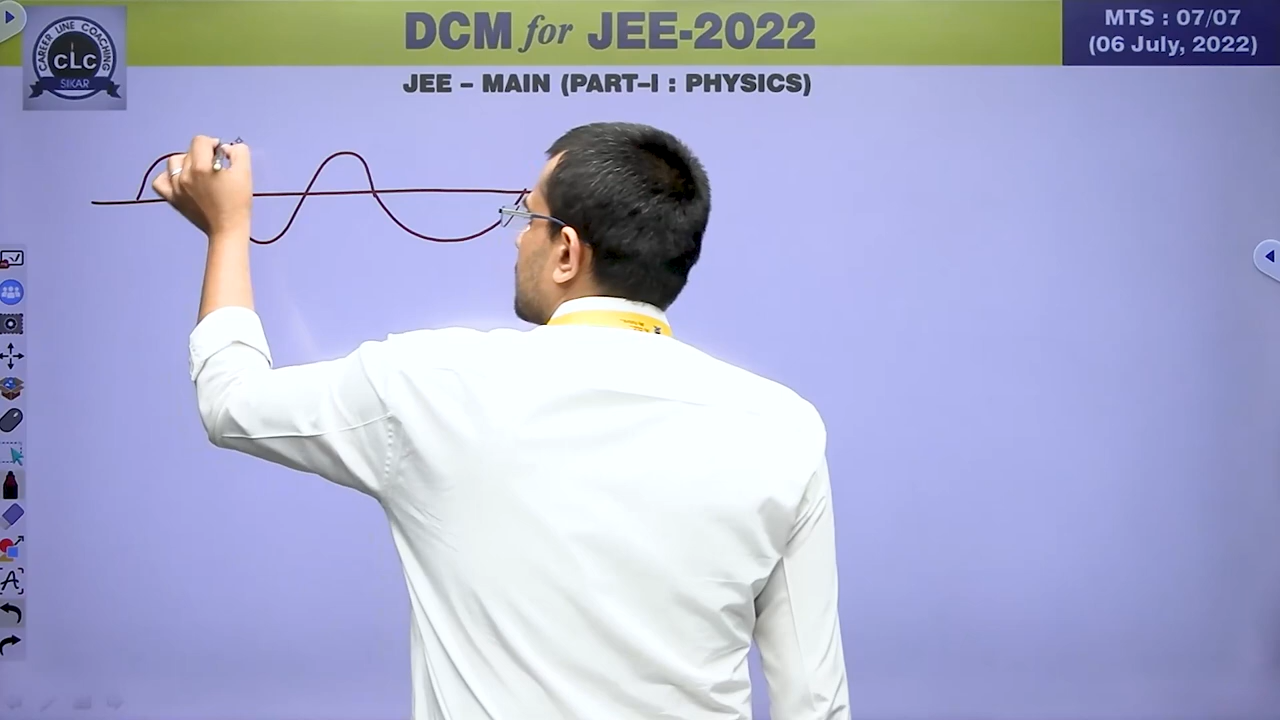 DCM for JEE-2022
MTS : 07/07
(06 July, 2022)
CAREER LINE COACHING
CLC
SIKAR
JEE – MAIN (PART–I : PHYSICS)
A